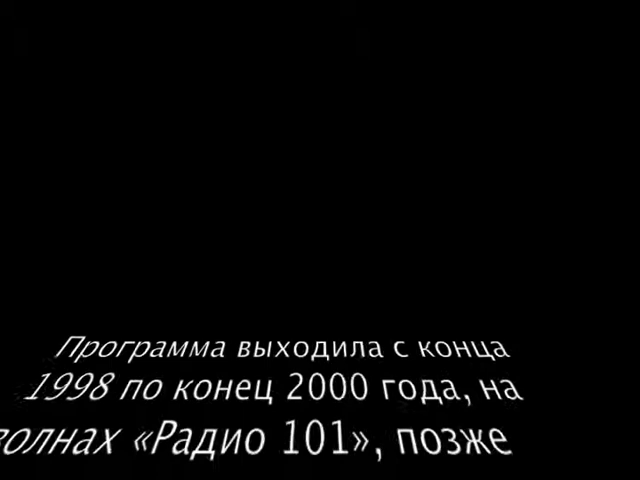 Программа выходила с конца
1998 по конец 2000 года, на
волнах «Радио 101», позже